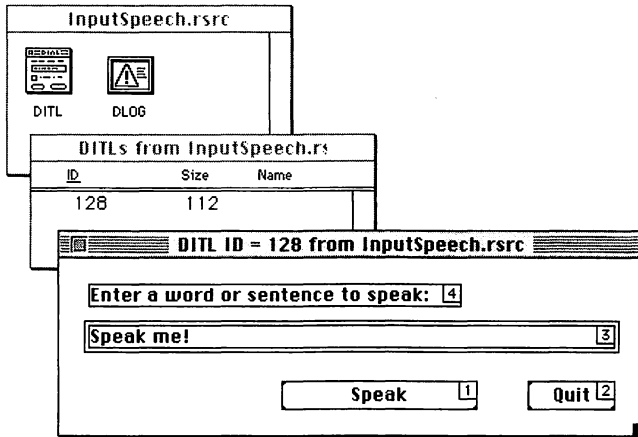 InputSpeech.rsrc
DITL
DLOG
DITLs from InputSpeech.rs
ID Size Name
128 112
DITL ID = 128 from InputSpeech.rsrc
Enter a word or sentence to speak: 4
Speak me! 3
Speak 1 Quit 2